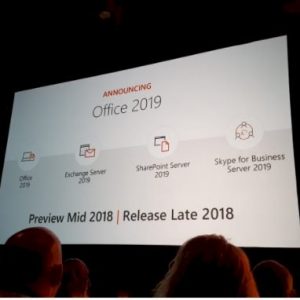 ANNOUNCING
Office 2019
Office
2019
Exchange Server
2019
SharePoint Server
2019
Skype for Business
Server 2019
Preview Mid 2018 | Release Late 2018